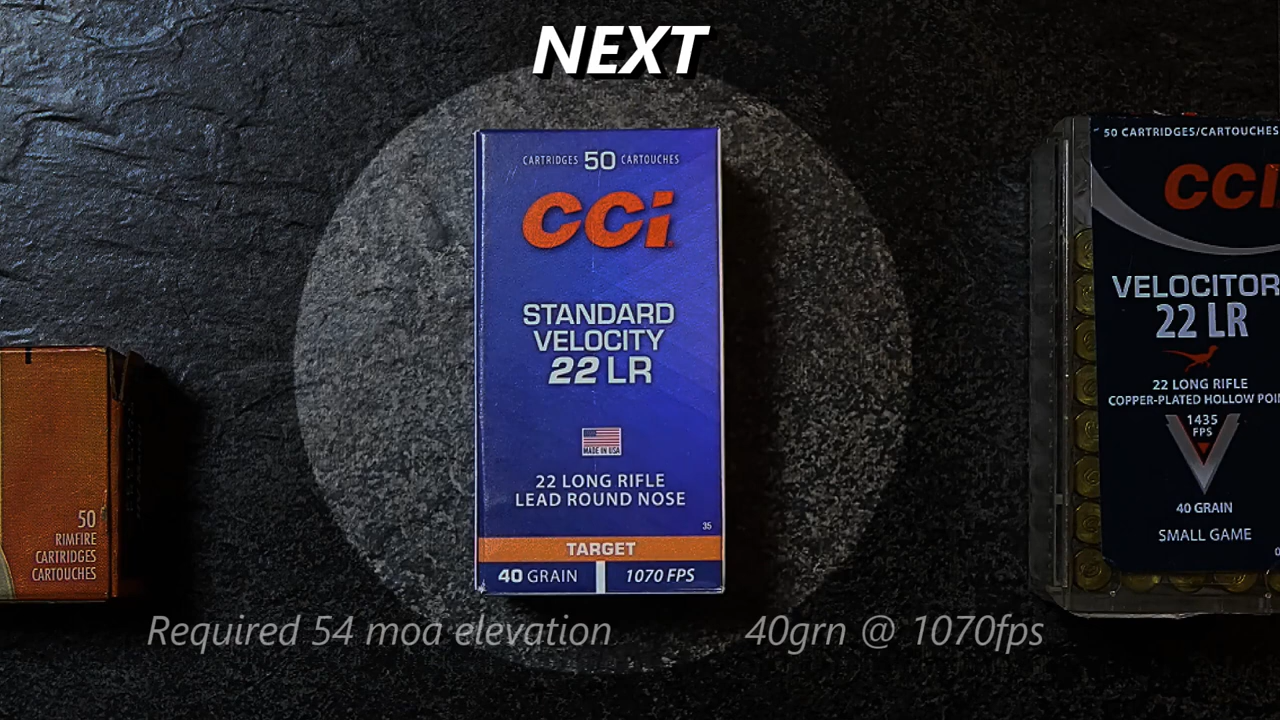 NEXT
CARTRIDGES 50 CARTOUCHES
CCI
STANDARD
VELOCITY
22 LR
MADE IN USA
22 LONG RIFLE
LEAD ROUND NOSE
35
TARGET
40 GRAIN 1070 FPS
50
RIMFIRE
CARTRIDGES
CARTOUCHES
50 CARTRIDGES/CARTOUCHES
CCI
VELOCITOR
22 LR
22 LONG RIFLE
COPPER-PLATED HOLLOW POI
1435
FPS
40 GRAIN
SMALL GAME
Required 54 moa elevation
40grn @ 1070fps